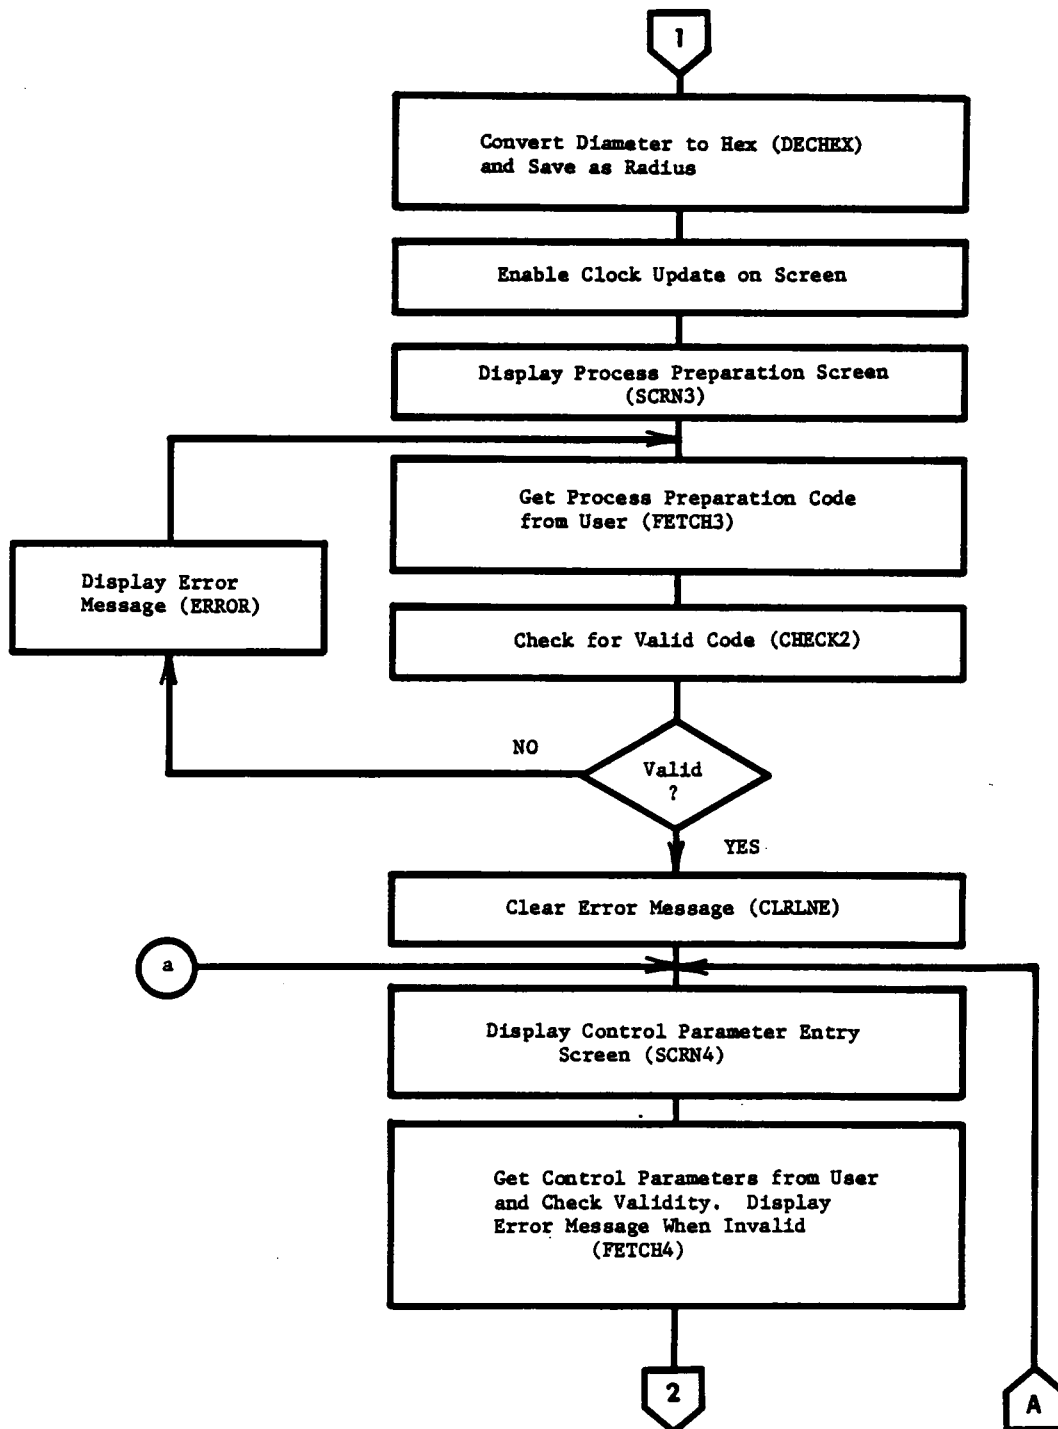 1
Convert Diameter to Hex (DECHEX)
and Save as Radius
Enable Clock Update on Screen
Display Process Preparation Screen
(SCRN3)
Get Process Preparation Code
from User (FETCH3)
Display Error
Message (ERROR)
Check for Valid Code (CHECK2)
NO
Valid
?
YES
Clear Error Message (CLRLNE)
a
Display Control Parameter Entry
Screen (SCRN4)
Get Control Parameters from User
and Check Validity. Display
Error Message When Invalid
(FETCH4)
2
A